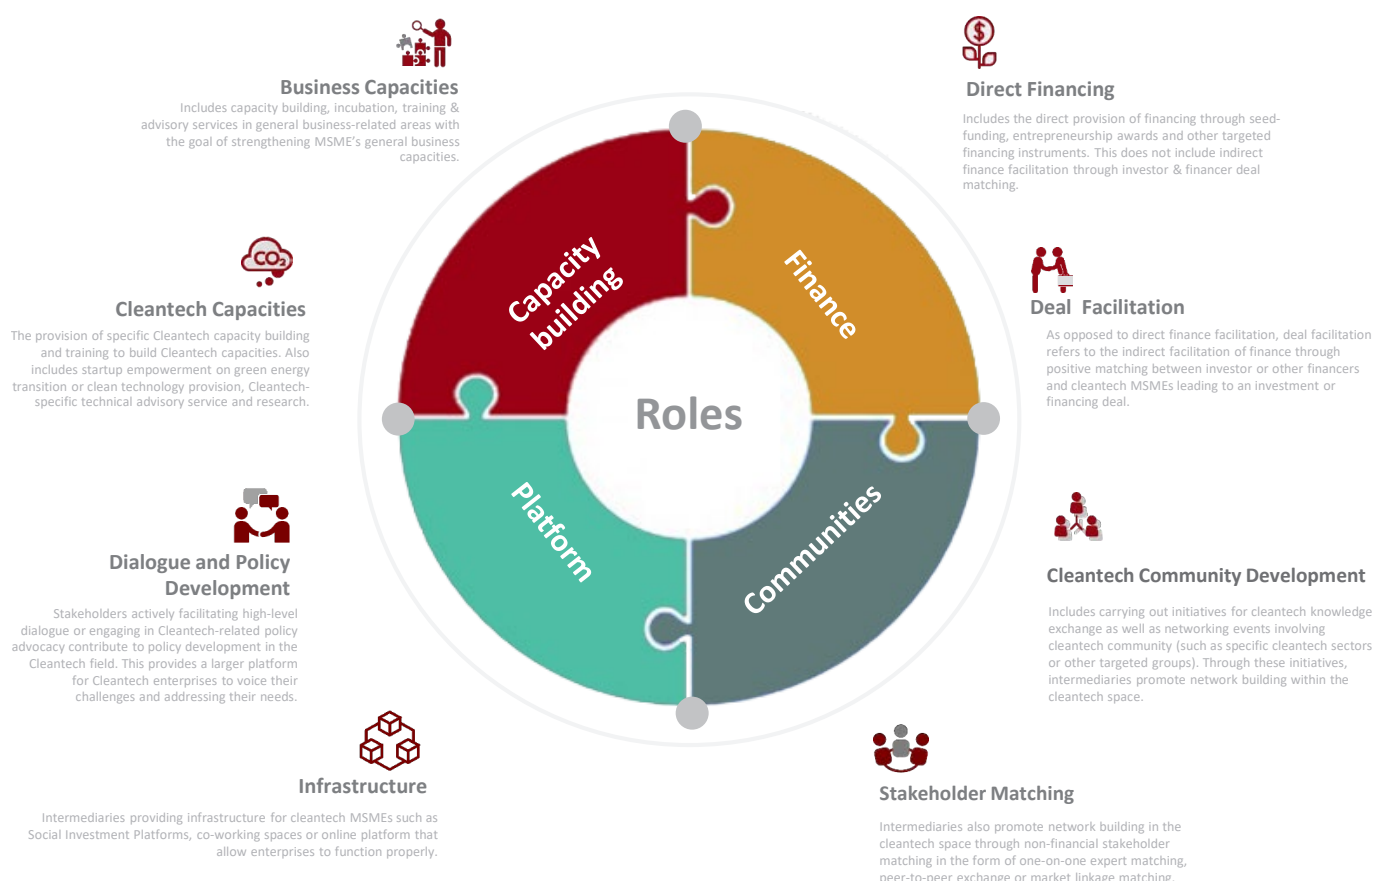 Business Capacities
Includes capacity building, incubation, training &
advisory services in general business-related areas with
the goal of strengthening MSME's general business
capacities.
Cleantech Capacities
The provision of specific Cleantech capacity building
and training to build Cleantech capacities. Also
includes startup empowerment on green energy
transition or clean technology provision, Cleantech-
specific technical advisory service and research.
Dialogue and Policy
Development
Stakeholders actively facilitating high-level
dialogue or engaging in Cleantech-related policy
advocacy contribute to policy development in the
Cleantech field. This provides a larger platform
for Cleantech enterprises to voice their
challenges and addressing their needs.
Infrastructure
Intermediaries providing infrastructure for cleantech MSMEs such as
Social Investment Platforms, co-working spaces or online platform that
allow enterprises to function properly.
CO2
Capacity
building
Finance
Roles
Platform
Communities
$
Direct Financing
Includes the direct provision of financing through seed-
funding, entrepreneurship awards and other targeted
financing instruments. This does not include indirect
finance facilitation through investor & financer deal
matching.
Deal Facilitation
As opposed to direct finance facilitation, deal facilitation
refers to the indirect facilitation of finance through
positive matching between investor or other financers
and cleantech MSMEs leading to an investment or
financing deal.
Cleantech Community Development
Includes carrying out initiatives for cleantech knowledge
exchange as well as networking events involving
cleantech community (such as specific cleantech sectors
or other targeted groups). Through these initiatives,
intermediaries promote network building within the
cleantech space.
Stakeholder Matching
Intermediaries also promote network building in the
cleantech space through non-financial stakeholder
matching in the form of one-on-one expert matching,
peer-to-peer exchange or market linkage matching.